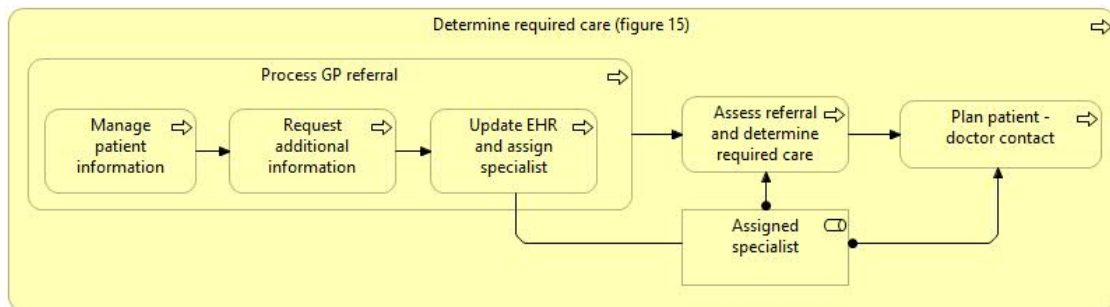 Determine required care (figure 15)
Process GP referral
Manage
patient
information
Request
additional
information
Update EHR
and assign
specialist
Assess referral
and determine
required care
Plan patient -
doctor contact
Assigned
specialist